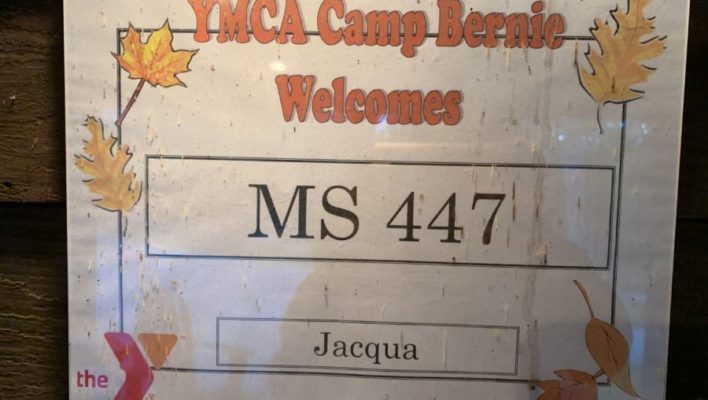 YMCA Camp Bernie
Welcomes
MS 447
Jacqua
the